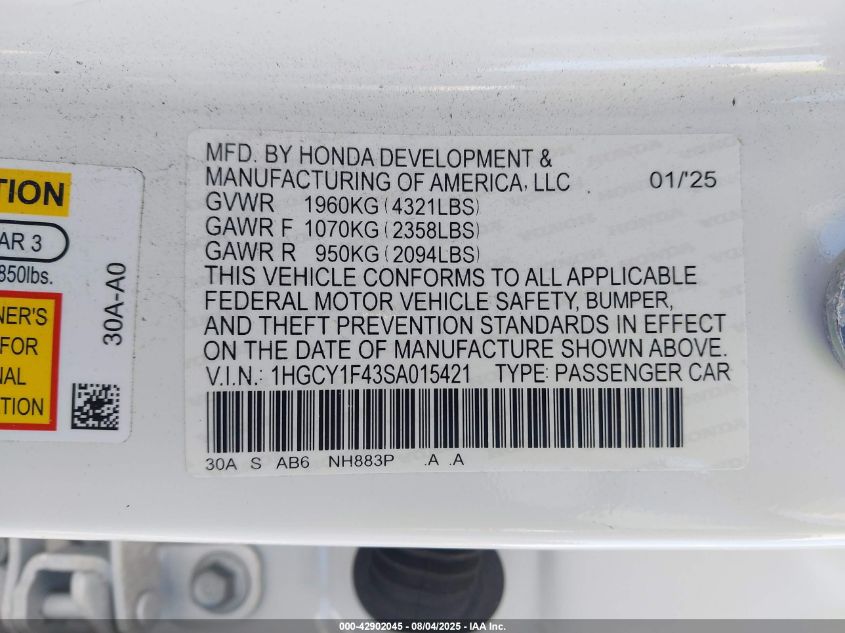 TION
AR 3
850lbs.
NER'S
FOR
NAL
TION
30A-A0
MFD. BY HONDA DEVELOPMENT &
MANUFACTURING OF AMERICA, LLC 01/'25
GVWR 1960KG (4321LBS)
GAWR F 1070KG (2358LBS)
GAWR R 950KG (2094LBS)
THIS VEHICLE CONFORMS TO ALL APPLICABLE
FEDERAL MOTOR VEHICLE SAFETY, BUMPER,
AND THEFT PREVENTION STANDARDS IN EFFECT
ON THE DATE OF MANUFACTURE SHOWN ABOVE.
V.I.N.: 1HGCY1F43SA015421 TYPE: PASSENGER CAR
30A S AB6 NH883P .A .A
000-42902045 - 08/04/2025 - IAA Inc.